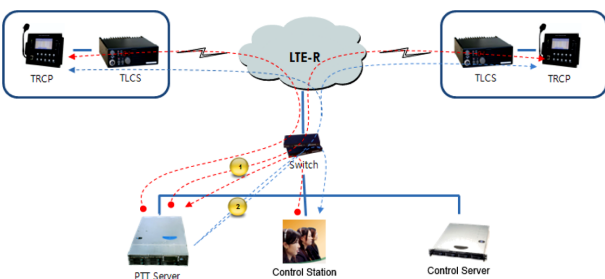 LTE-R
TRCP
TLCS
TLCS
TRCP
Switch
1
2
PTT Server
Control Station
Control Server